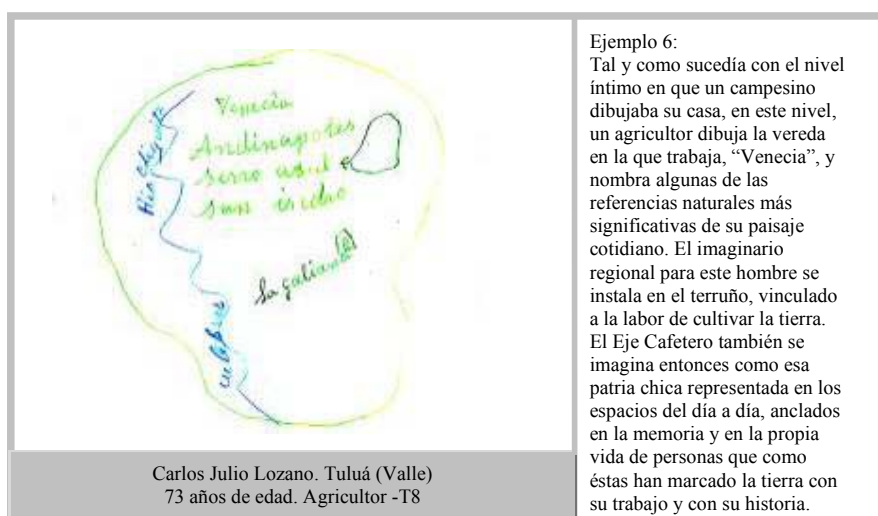 Venecia
Andinapoles
serro asul
san isidro
Rio
la galiana
culebras
Carlos Julio Lozano. Tuluá (Valle)
73 años de edad. Agricultor -T8
Ejemplo 6:
Tal y como sucedía con el nivel
íntimo en que un campesino
dibujaba su casa, en este nivel,
un agricultor dibuja la vereda
en la que trabaja, “Venecia”, y
nombra algunas de las
referencias naturales más
significativas de su paisaje
cotidiano. El imaginario
regional para este hombre se
instala en el terruño, vinculado
a la labor de cultivar la tierra.
El Eje Cafetero también se
imagina entonces como esa
patria chica representada en los
espacios del día a día, anclados
en la memoria y en la propia
vida de personas que como
éstas han marcado la tierra con
su trabajo y con su historia.